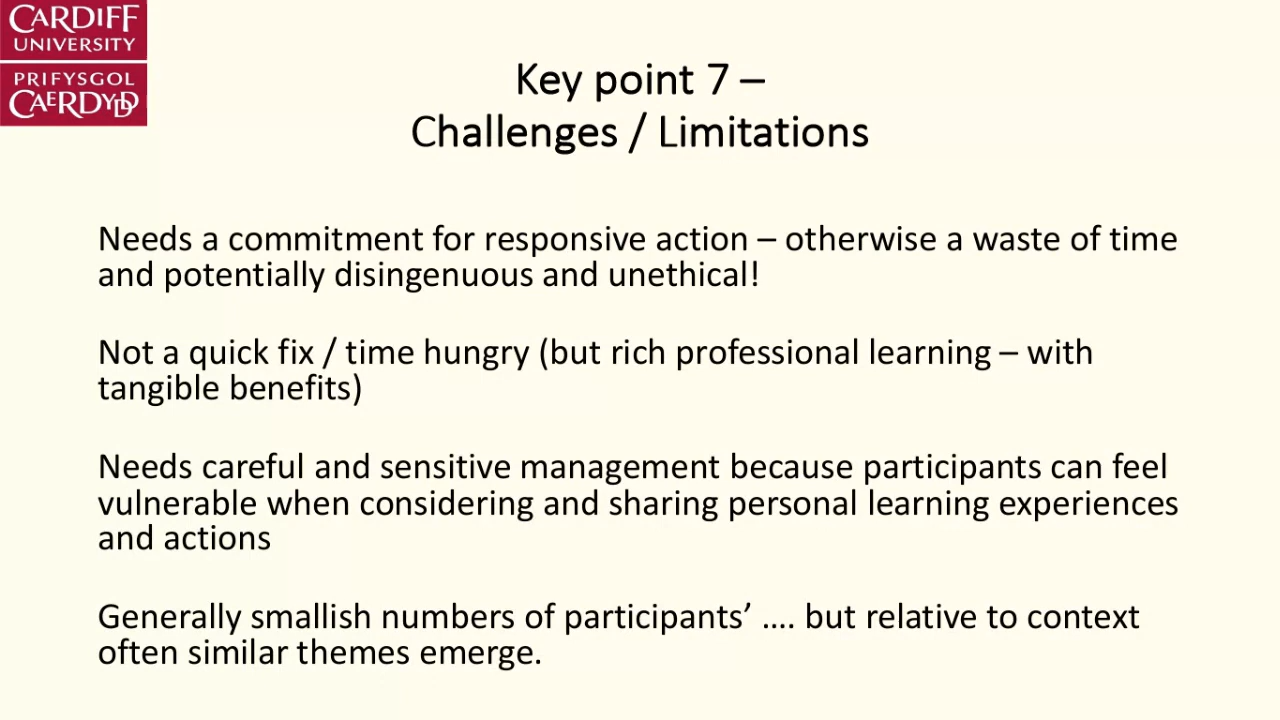 CARDIFF
UNIVERSITY
PRIFYSGOL
CAERDYDD
Key point 7 –
Challenges / Limitations
Needs a commitment for responsive action – otherwise a waste of time
and potentially disingenuous and unethical!
Not a quick fix / time hungry (but rich professional learning – with
tangible benefits)
Needs careful and sensitive management because participants can feel
vulnerable when considering and sharing personal learning experiences
and actions
Generally smallish numbers of participants’ …. but relative to context
often similar themes emerge.